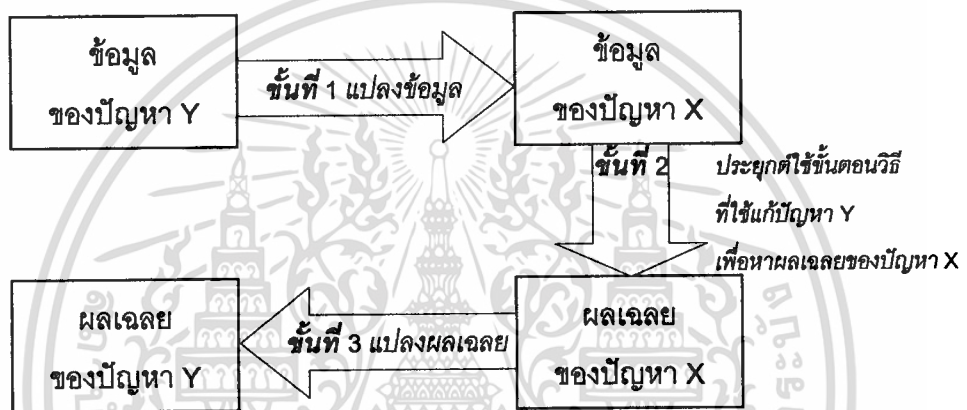 ข้อมูล
ของปัญหา Y
ขั้นที่ 1 แปลงข้อมูล
ข้อมูล
ของปัญหา X
ขั้นที่ 2
ประยุกต์ใช้ขั้นตอนวิธี
ที่ใช้แก้ปัญหา Y
เพื่อหาผลเฉลยของปัญหา X
ผลเฉลย
ของปัญหา Y
ขั้นที่ 3 แปลงผลเฉลย
ผลเฉลย
ของปัญหา X